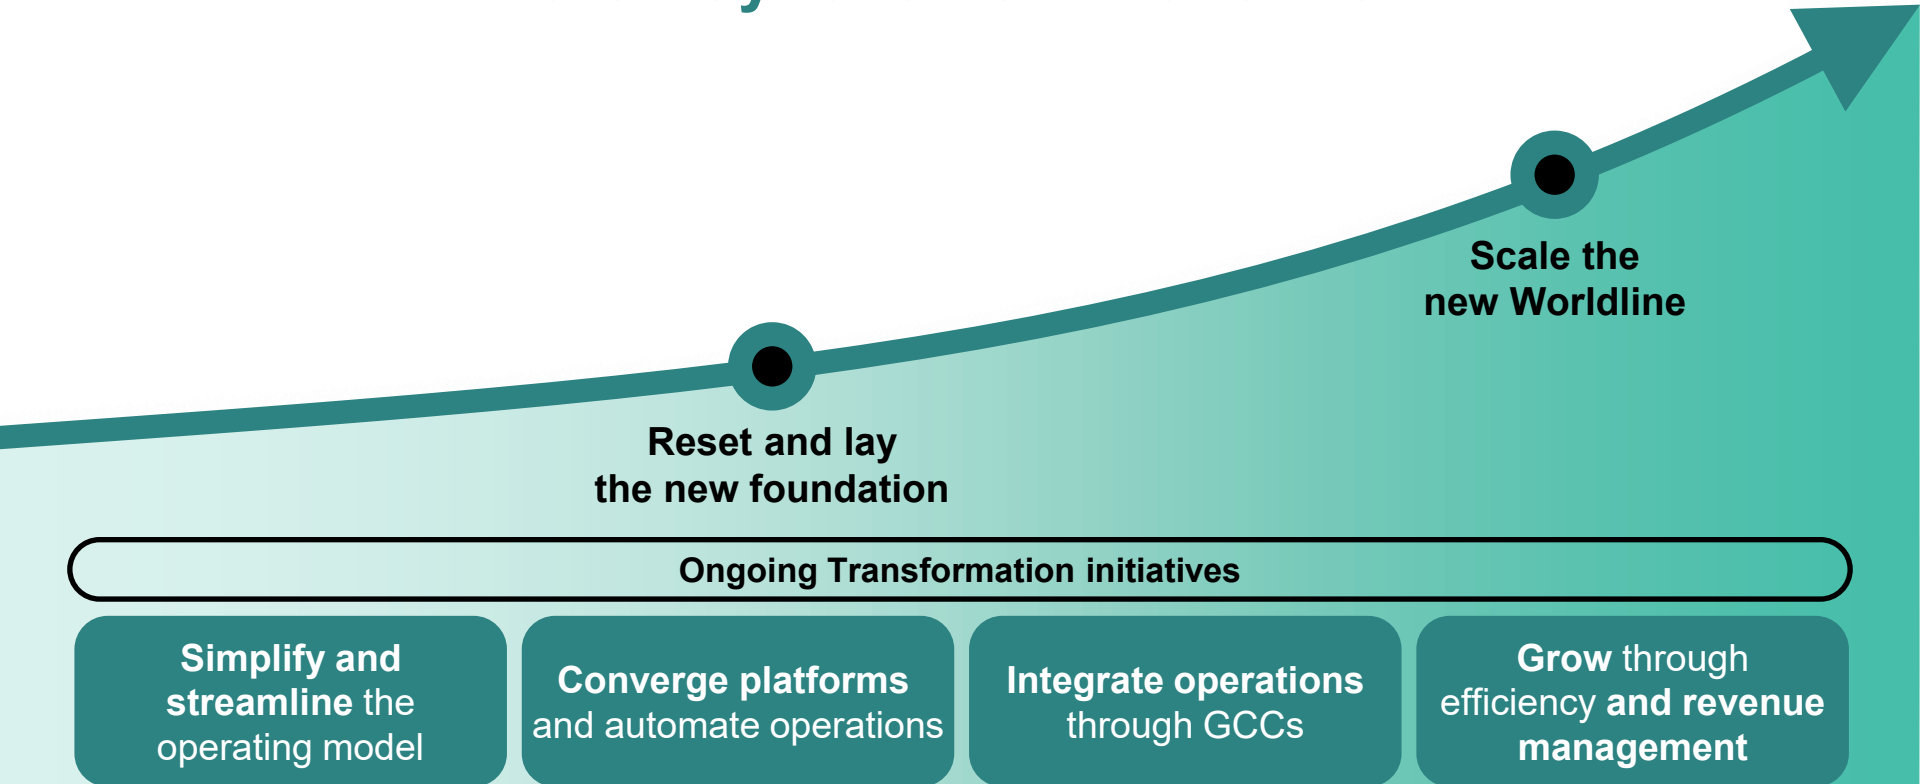 Scale the
new Worldline
Reset and lay
the new foundation
Ongoing Transformation initiatives
Simplify and
streamline the
operating model
Converge platforms
and automate operations
Integrate operations
through GCCs
Grow through
efficiency and revenue
management